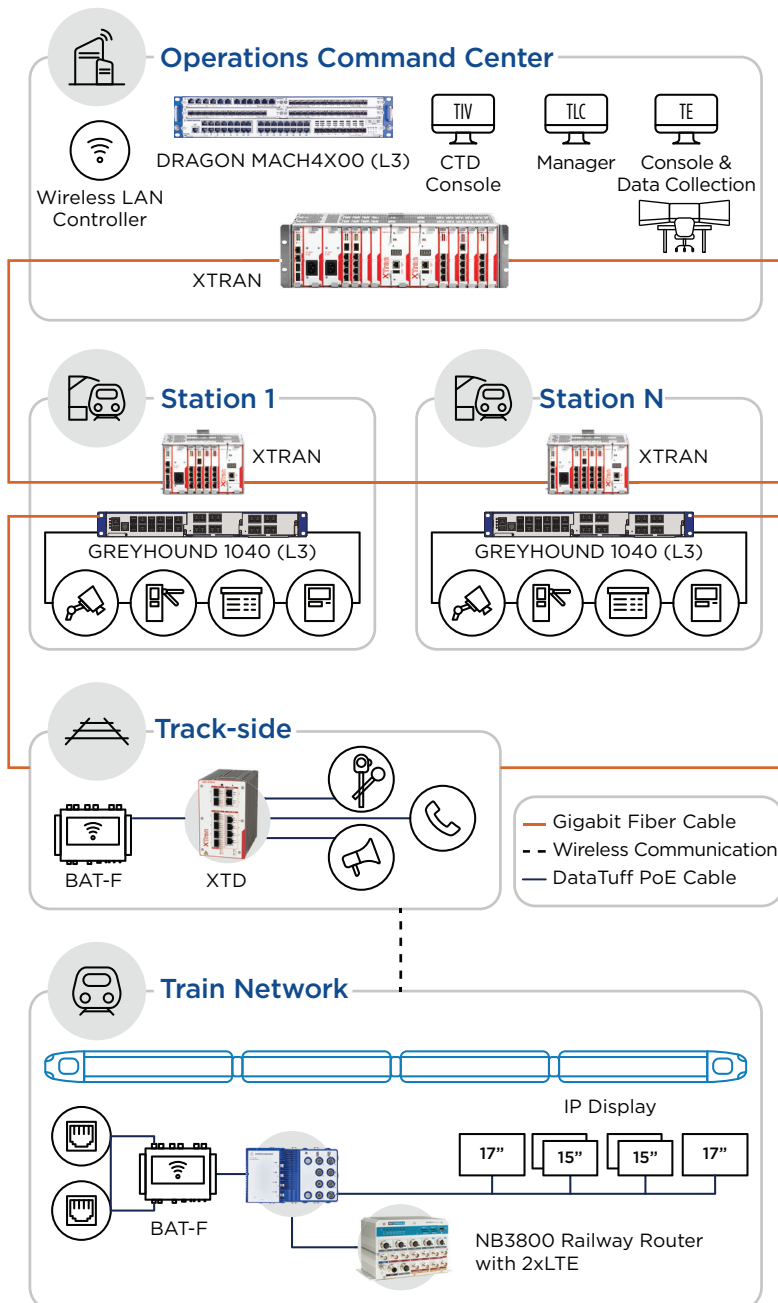 Operations Command Center
TIV
TLC
TE
DRAGON MACH4X00 (L3)
CTD
Console
Manager
Console &
Data Collection
Wireless LAN
Controller
XTRAN
Station 1
Station N
XTRAN
XTRAN
GREYHOUND 1040 (L3)
GREYHOUND 1040 (L3)
Track-side
BAT-F
XTran
XTD
Gigabit Fiber Cable
Wireless Communication
DataTuff PoE Cable
Train Network
IP Display
17”
15”
15”
17”
BAT-F
NB3800 Railway Router
with 2xLTE